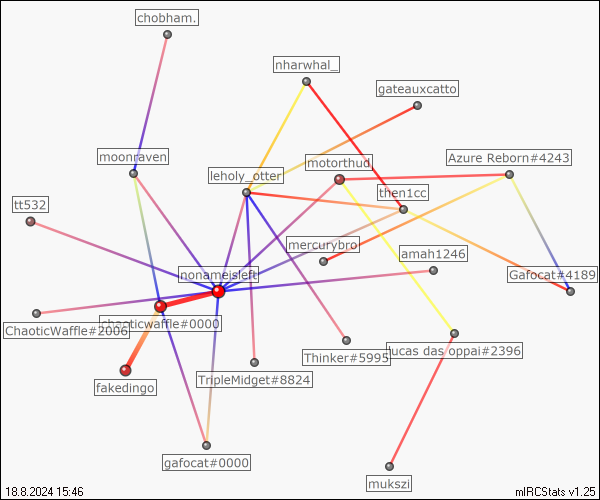 chobham.
nharwhal_
gateauxcatto
moonraven
motorthud
Azure Reborn#4243
leholy_otter
then1cc
tt532
mercurybro
amah1246
nonameisleft
Gafocat#4189
chaoticwaffle#0000
ChaoticWaffle#2006
Thinker#5995
lucas das oppai#2396
fakedingo
TripleMidget#8824
gafocat#0000
mukszi
18.8.2024 15:46
mIRCStats v1.25